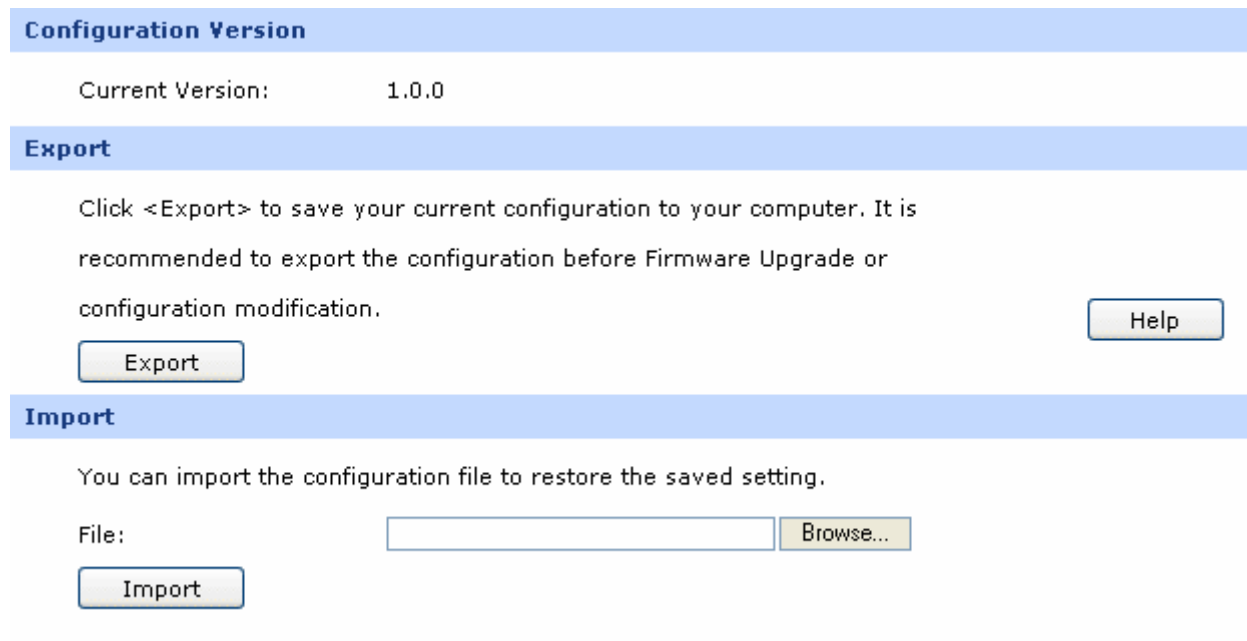 Configuration Version
Current Version: 1.0.0
Export
Click <Export> to save your current configuration to your computer. It is
recommended to export the configuration before Firmware Upgrade or
configuration modification.
Help
Export
Import
You can import the configuration file to restore the saved setting.
File: Browse...
Import